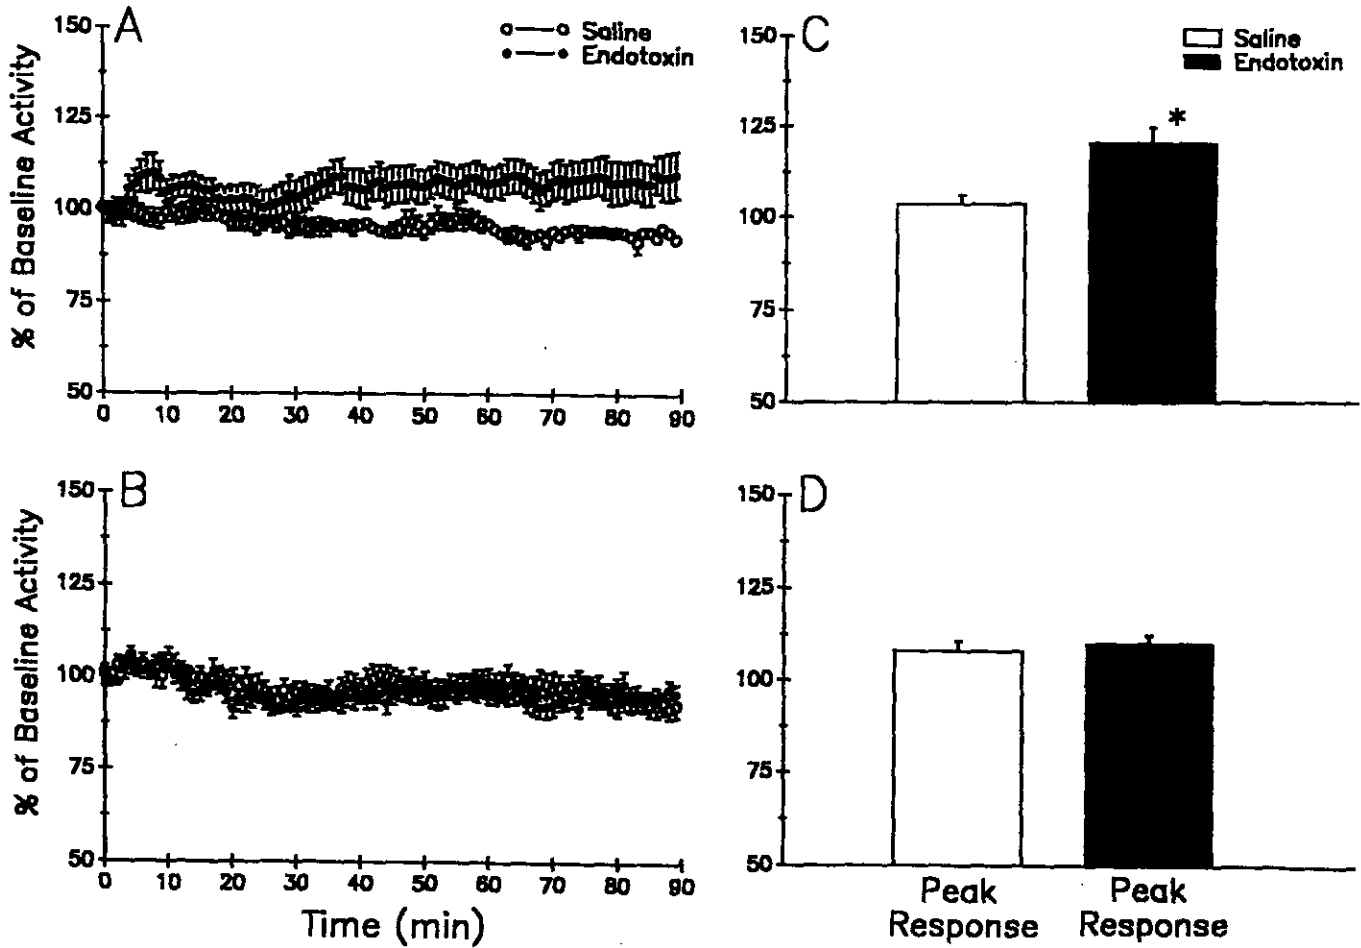 A
Saline
Endotoxin
% of Baseline Activity
150
125
100
75
50
0 10 20 30 40 50 60 70 80 90
C
Saline
Endotoxin
150
125
100
75
50
*
B
% of Baseline Activity
150
125
100
75
50
0 10 20 30 40 50 60 70 80 90
Time (min)
D
150
125
100
75
50
Peak
Response
Peak
Response